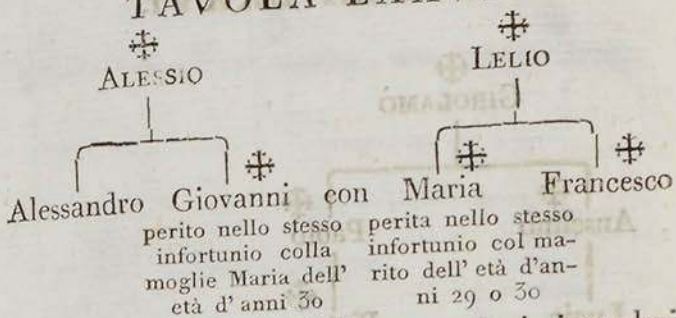 TAVOLA
ALESSIO LELIO
Alessandro Giovanni con Maria Francesco
perito nello stesso
infortunio colla
moglie Maria dell'
età d'anni 30
perita nello stesso
infortunio col ma-
rito dell'età d'an-
ni 29 o 30